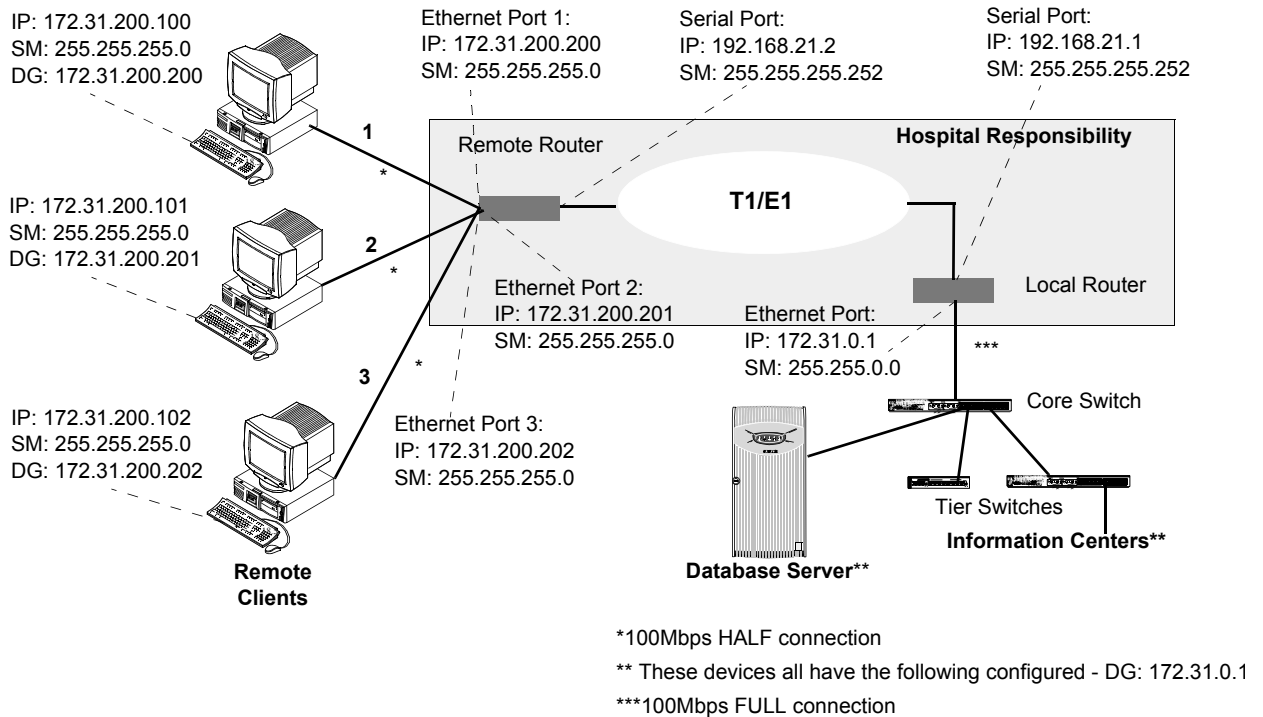 IP: 172.31.200.100
SM: 255.255.255.0
DG: 172.31.200.200
Ethernet Port 1:
IP: 172.31.200.200
SM: 255.255.255.0
Serial Port:
IP: 192.168.21.2
SM: 255.255.255.252
Serial Port:
IP: 192.168.21.1
SM: 255.255.255.252
1
*
Remote Router
Hospital Responsibility
T1/E1
IP: 172.31.200.101
SM: 255.255.255.0
DG: 172.31.200.201
2
*
Ethernet Port 2:
IP: 172.31.200.201
SM: 255.255.255.0
Ethernet Port:
IP: 172.31.0.1
SM: 255.255.0.0
Local Router
***
3
*
IP: 172.31.200.102
SM: 255.255.255.0
DG: 172.31.200.202
Ethernet Port 3:
IP: 172.31.200.202
SM: 255.255.255.0
Core Switch
Tier Switches
Information Centers**
Database Server**
Remote
Clients
*100Mbps HALF connection
** These devices all have the following configured - DG: 172.31.0.1
***100Mbps FULL connection